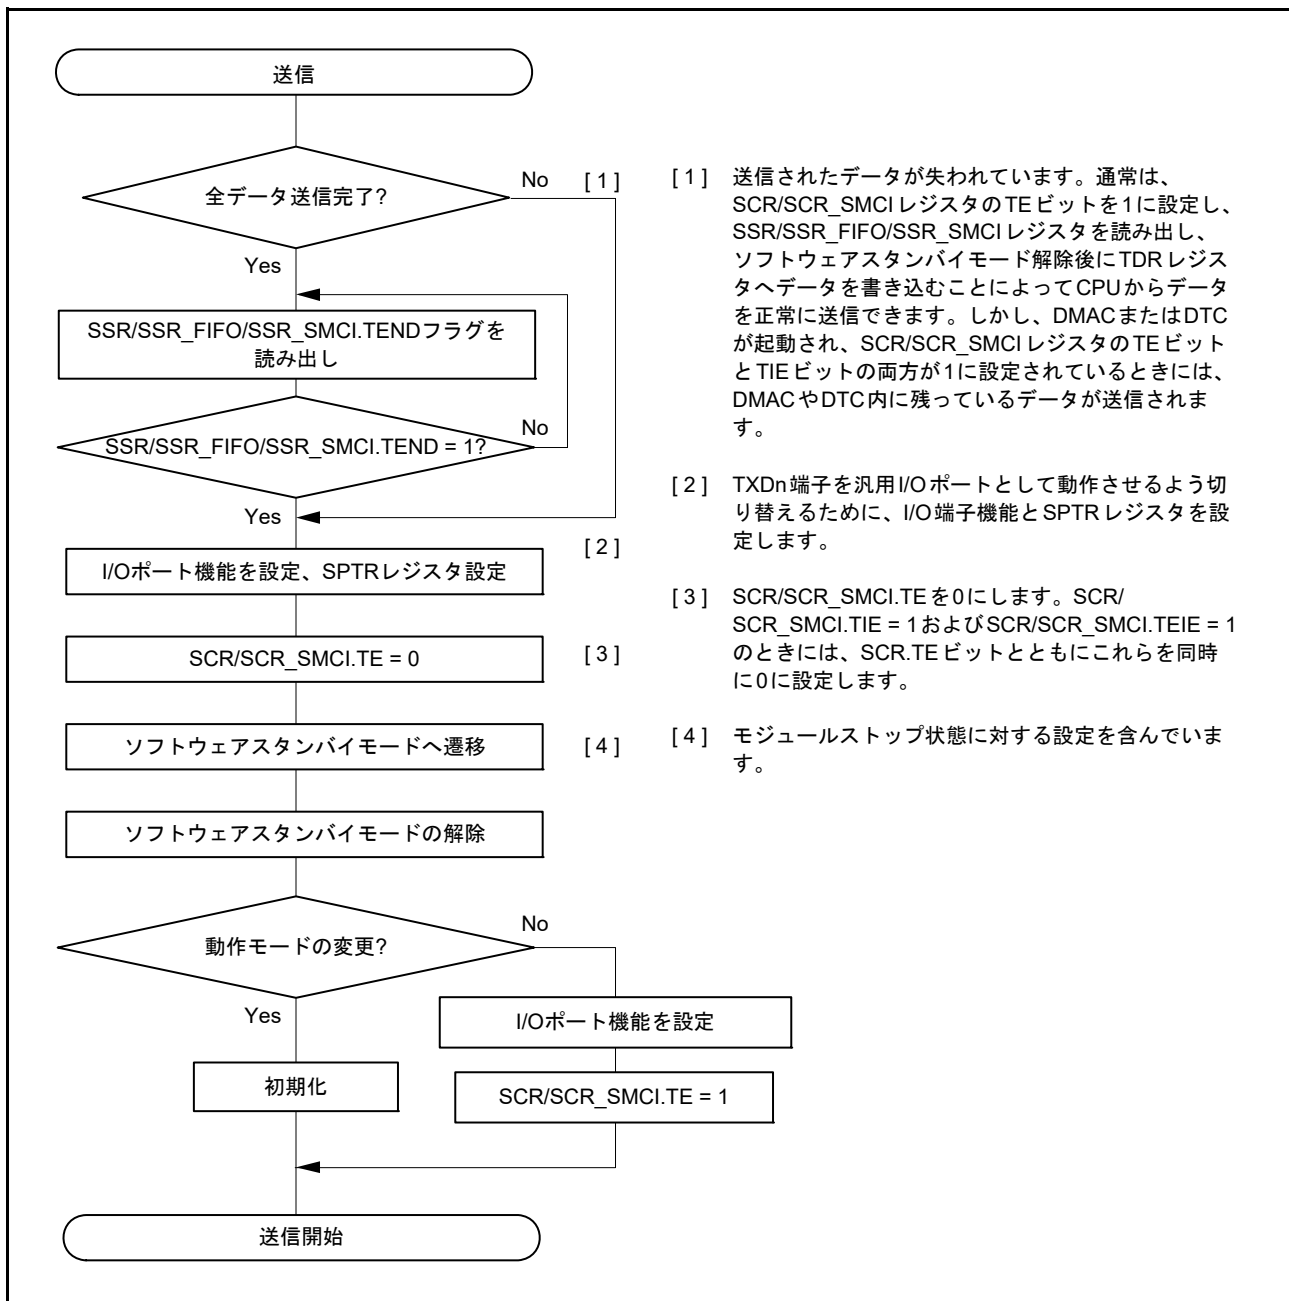 送信
全データ送信完了?
No
[ 1 ]
Yes
SSR/SSR_FIFO/SSR_SMCI.TENDフラグを
読み出し
SSR/SSR_FIFO/SSR_SMCI.TEND = 1?
No
Yes
[ 2 ]
I/Oポート機能を設定、SPTRレジスタ設定
SCR/SCR_SMCI.TE = 0
[ 3 ]
ソフトウェアスタンバイモードへ遷移
[ 4 ]
ソフトウェアスタンバイモードの解除
動作モードの変更?
No
Yes
I/Oポート機能を設定
初期化
SCR/SCR_SMCI.TE = 1
送信開始
[ 1 ] 送信されたデータが失われています。通常は、
SCR/SCR_SMCIレジスタのTEビットを1に設定し、
SSR/SSR_FIFO/SSR_SMCIレジスタを読み出し、
ソフトウェアスタンバイモード解除後にTDRレジス
タへデータを書き込むことによってCPUからデータ
を正常に送信できます。しかし、DMACまたはDTC
が起動され、SCR/SCR_SMCIレジスタのTEビット
とTIEビットの両方が1に設定されているときには、
DMACやDTC内に残っているデータが送信されま
す。
[ 2 ] TXDn端子を汎用I/Oポートとして動作させるよう切
り替えるために、I/O端子機能とSPTRレジスタを設
定します。
[ 3 ] SCR/SCR_SMCI.TEを0にします。SCR/
SCR_SMCI.TIE = 1およびSCR/SCR_SMCI.TEIE = 1
のときには、SCR.TEビットとともにこれらを同時
に0に設定します。
[ 4 ] モジュールストップ状態に対する設定を含んでいま
す。